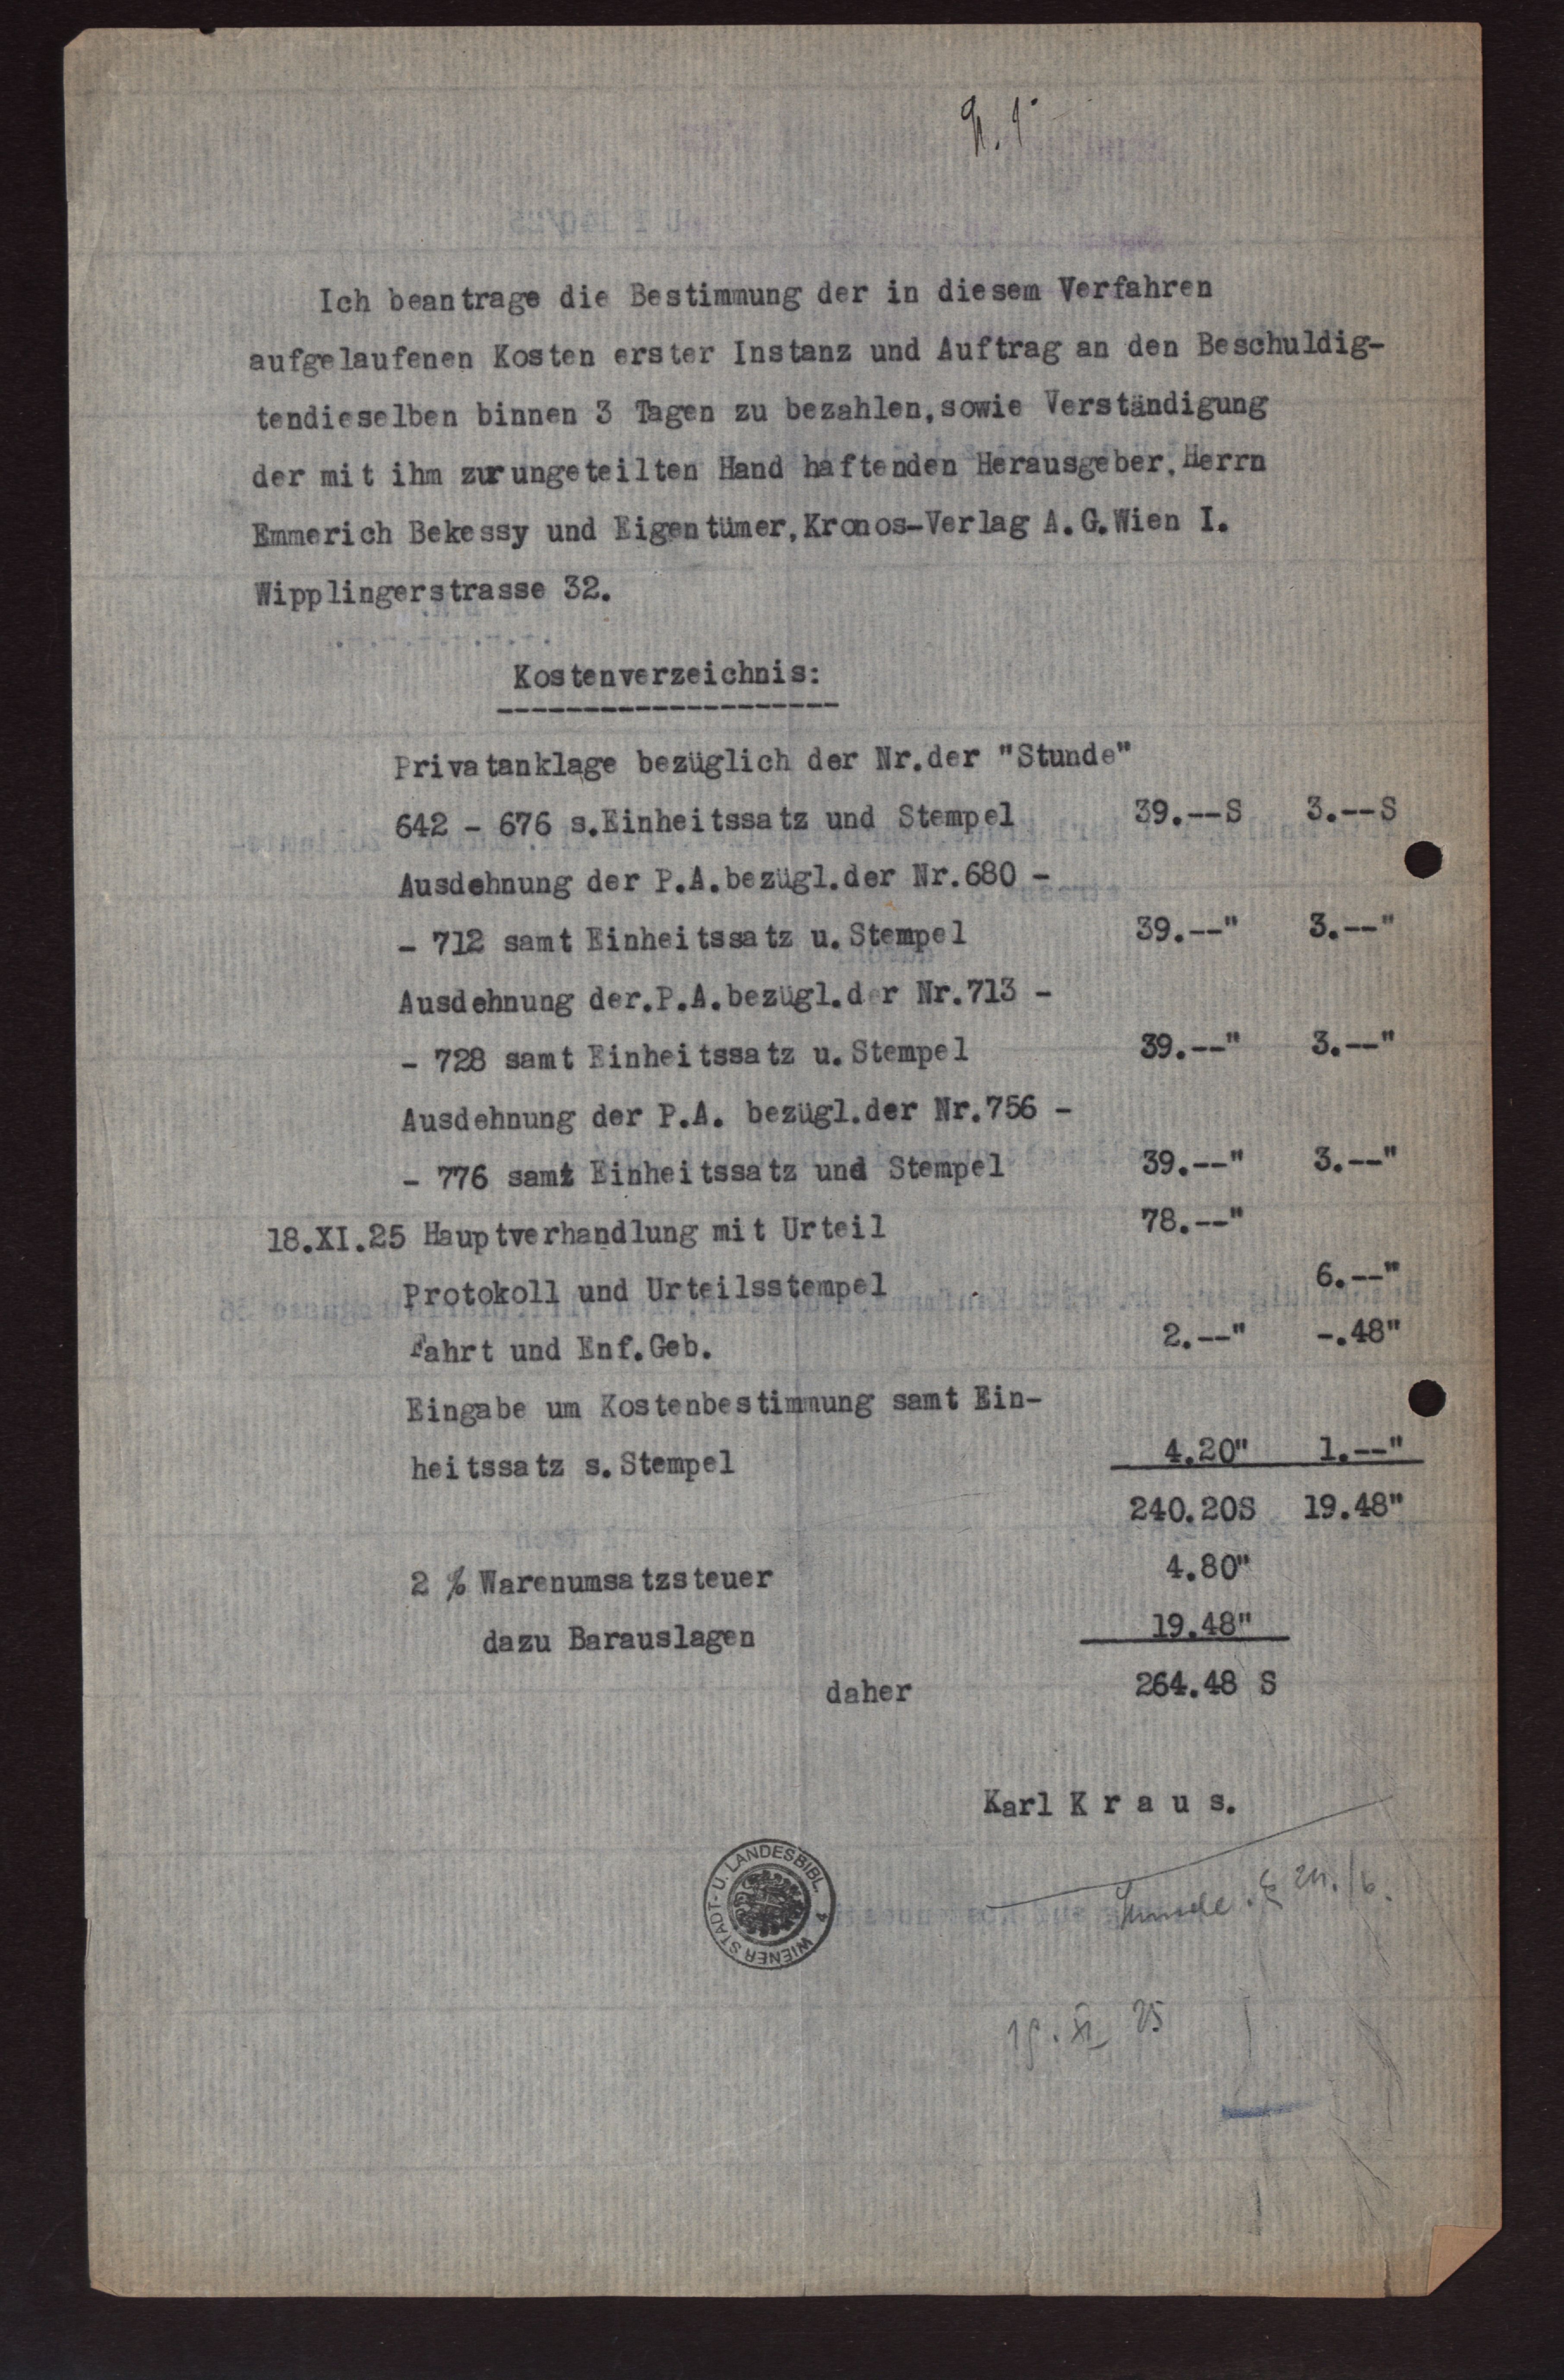 Ich beantrage die Bestimmung der in diesem Verfahren
aufgelaufenen Kosten erster Instanz und Auftrag an den Beschuldig-
tendieselben binnen 3 Tagen zu bezahlen,sowie Verständigung
der mit ihm zur ungeteilten Hand haftenden Herausgeber,Herrn
Emmerich Bekessy und Eigentümer,Kronos-Verlag A.G.Wien I.
Wipplingerstrasse 32.
Kostenverzeichnis:
Privatanklage bezüglich der Nr.der "Stunde"
642 - 676 s.Einheitssatz und Stempel 39.--S 3.--S
Ausdehnung der P.A.bezügl.der Nr.680 -
- 712 samt Einheitssatz u.Stempel 39.--" 3.--"
Ausdehnung der.P.A.bezügl.der Nr.713 -
- 728 samt Einheitssatz u.Stempel 39.--" 3.--"
Ausdehnung der P.A. bezügl.der Nr.756 -
- 776 samt Einheitssatz und Stempel 39.--" 3.--"
18.XI.25 Hauptverhandlung mit Urteil 78.--"
Protokoll und Urteilsstempel 6.--"
Fahrt und Enf.Geb. 2.--" -.48"
Eingabe um Kostenbestimmung samt Ein-
heitssatz s.Stempel 4.20" 1.--"
240.20S 19.48"
2 % Warenumsatzsteuer 4.80"
dazu Barauslagen 19.48"
daher 264.48 S
Karl K r a u s.
WIENER STADT- U. LANDESBIBL.
XI 25